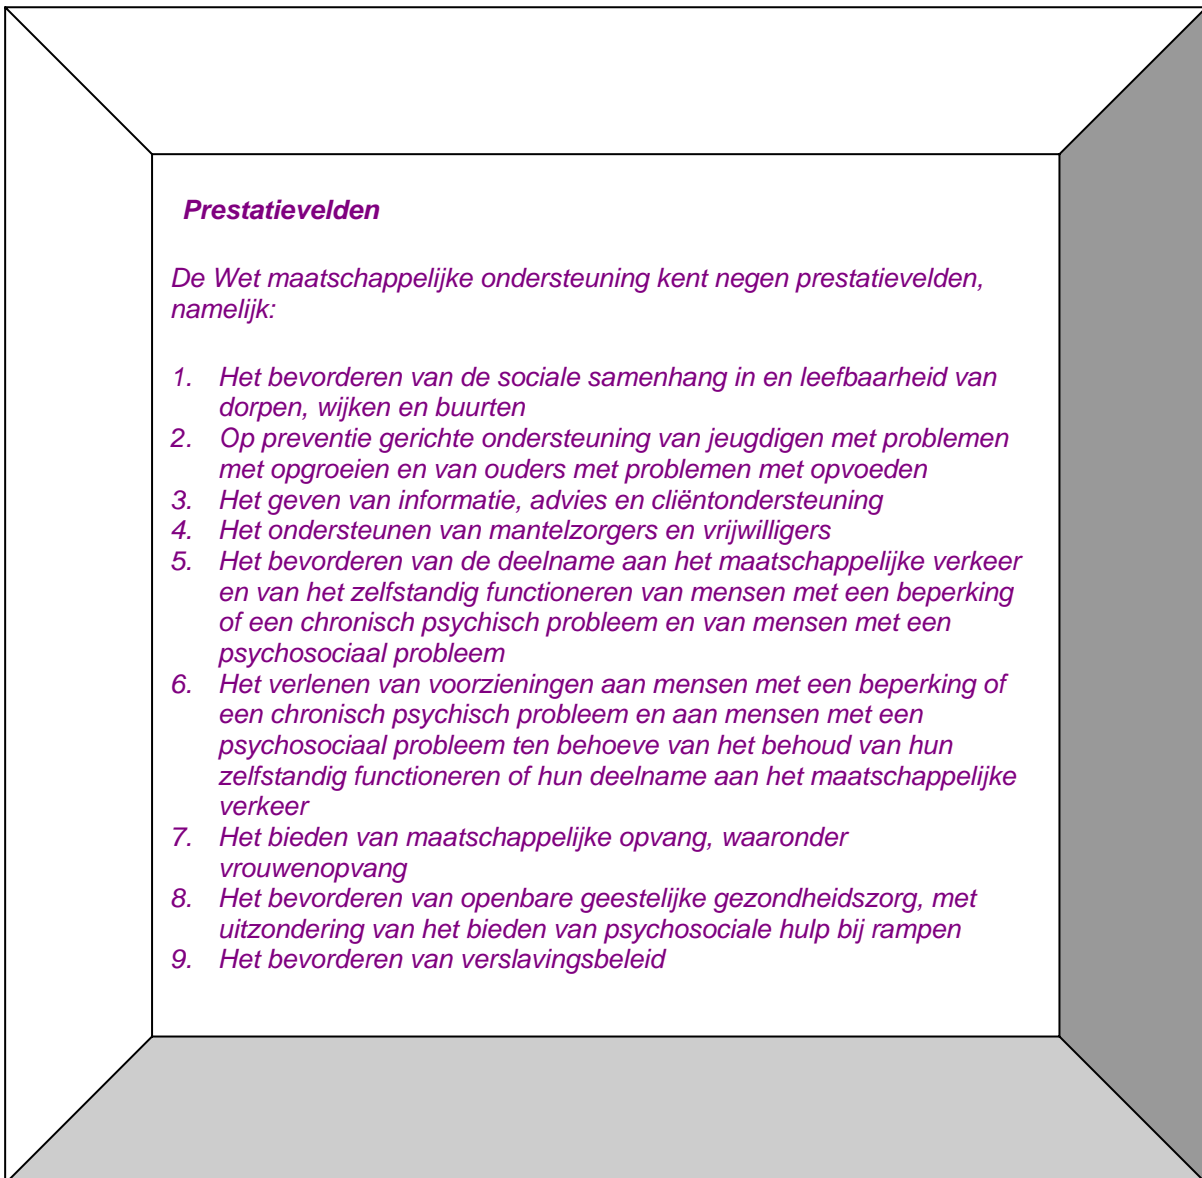 Prestatievelden
De Wet maatschappelijke ondersteuning kent negen prestatievelden,
namelijk:
1. Het bevorderen van de sociale samenhang in en leefbaarheid van
dorpen, wijken en buurten
2. Op preventie gerichte ondersteuning van jeugdigen met problemen
met opgroeien en van ouders met problemen met opvoeden
3. Het geven van informatie, advies en cliëntondersteuning
4. Het ondersteunen van mantelzorgers en vrijwilligers
5. Het bevorderen van de deelname aan het maatschappelijke verkeer
en van het zelfstandig functioneren van mensen met een beperking
of een chronisch psychisch probleem en van mensen met een
psychosociaal probleem
6. Het verlenen van voorzieningen aan mensen met een beperking of
een chronisch psychisch probleem en aan mensen met een
psychosociaal probleem ten behoeve van het behoud van hun
zelfstandig functioneren of hun deelname aan het maatschappelijke
verkeer
7. Het bieden van maatschappelijke opvang, waaronder
vrouwenopvang
8. Het bevorderen van openbare geestelijke gezondheidszorg, met
uitzondering van het bieden van psychosociale hulp bij rampen
9. Het bevorderen van verslavingsbeleid